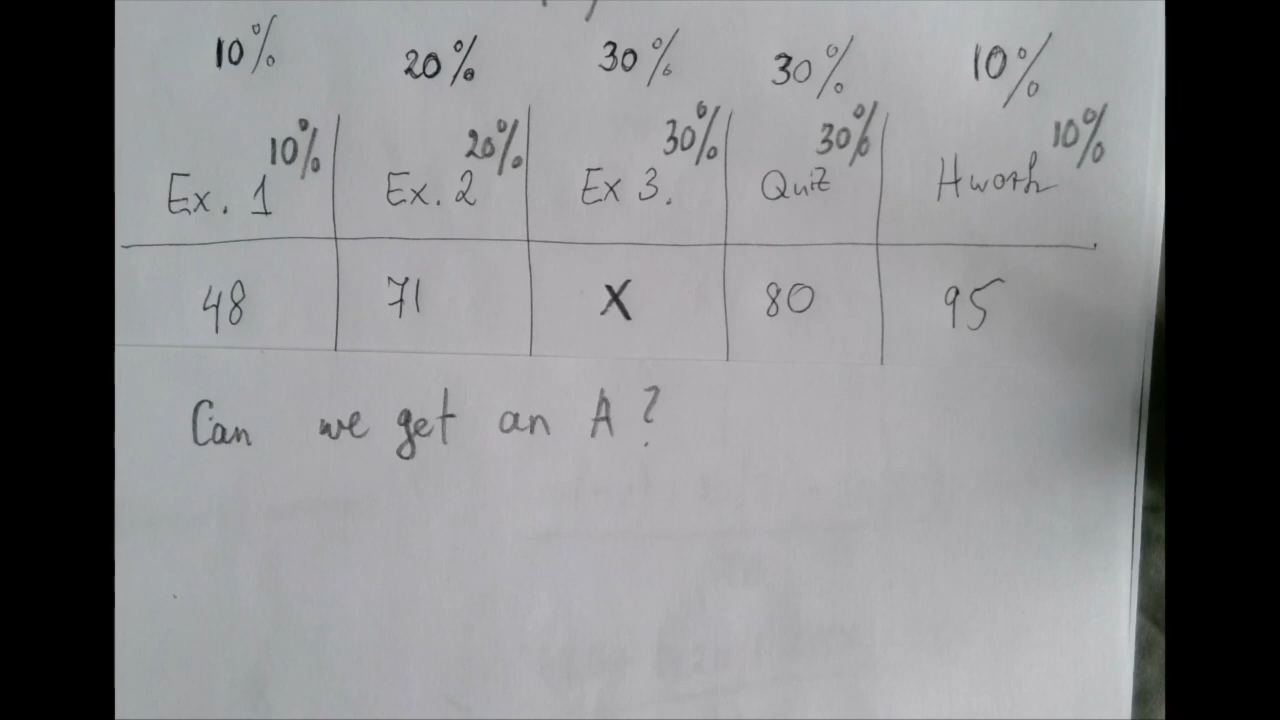 10% 20% 30% 30% 10%
10% 20% 30% 30% 10%
Ex. 1 Ex. 2 Ex 3. Quiz Hwork
48 71 X 80 95
Can we get an A?